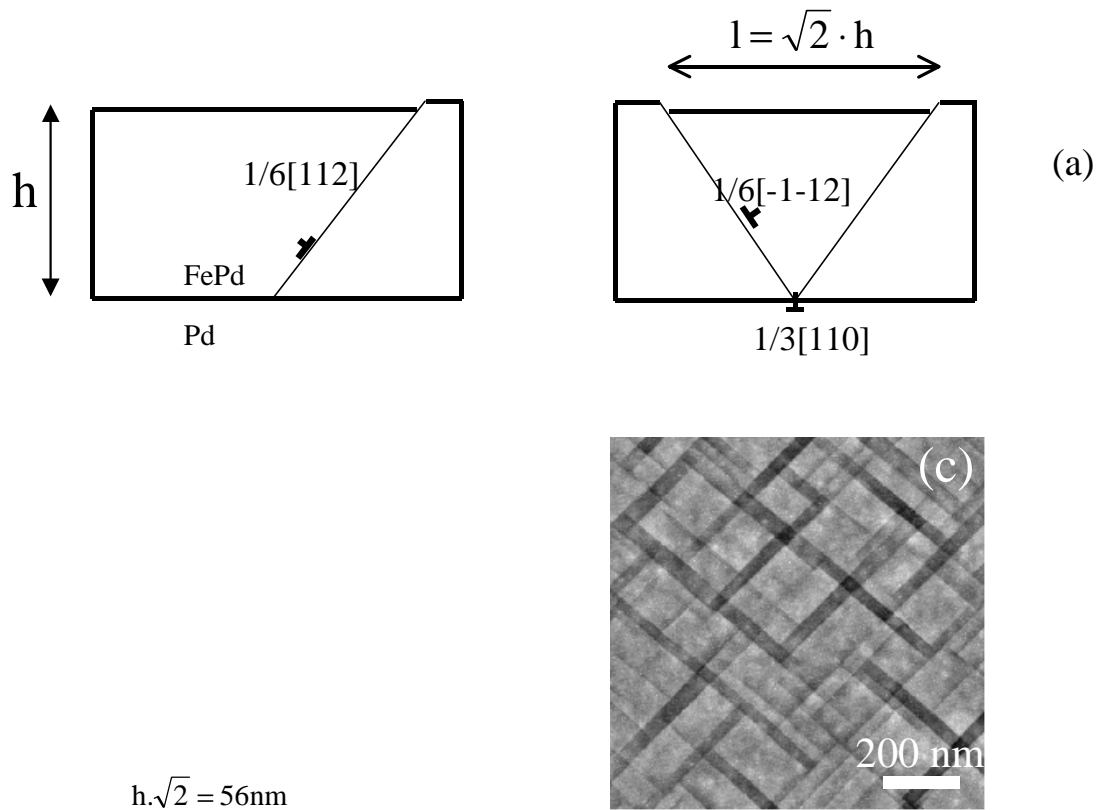 l = √2 · h
h
1/6[112]
FePd
Pd
1/6[-1-12]
1/3[110]
(a)
(c)
200 nm
h.√2 = 56nm